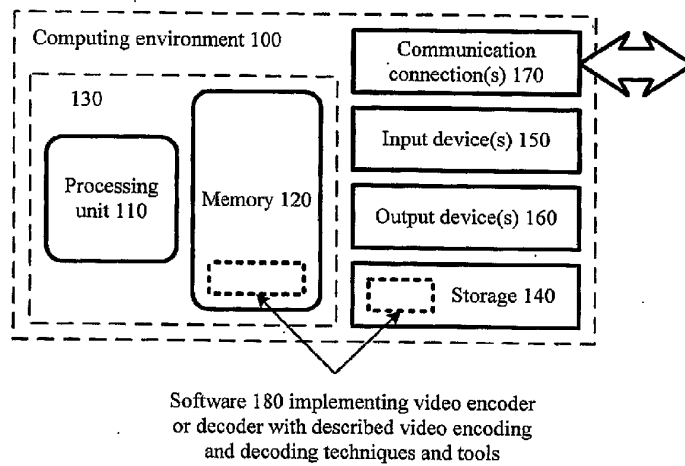 Computing environment 100
Communication
connection(s) 170
130
Input device(s) 150
Processing
unit 110
Memory 120
Output device(s) 160
Storage 140
Software 180 implementing video encoder
or decoder with described video encoding
and decoding techniques and tools